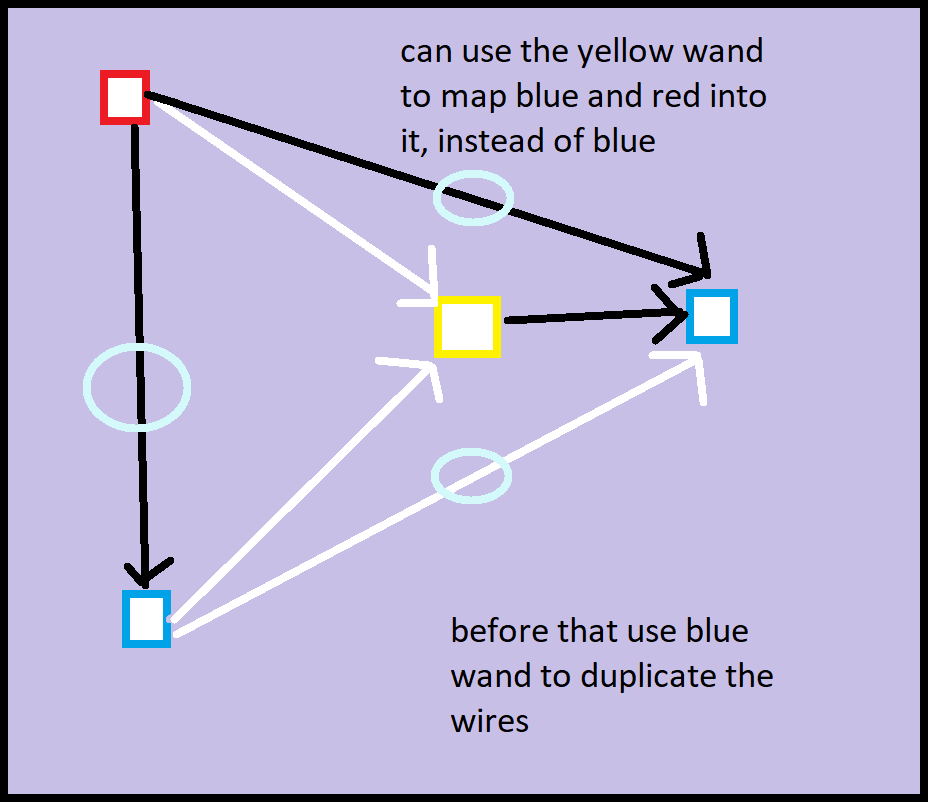 can use the yellow wand
to map blue and red into
it, instead of blue
before that use blue
wand to duplicate the
wires